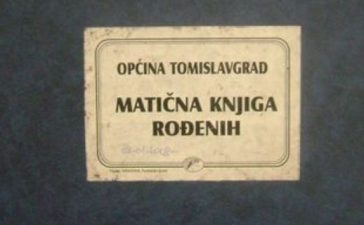 OPĆINA TOMISLAVGRAD
MATIČNA KNJIGA
ROĐENIH